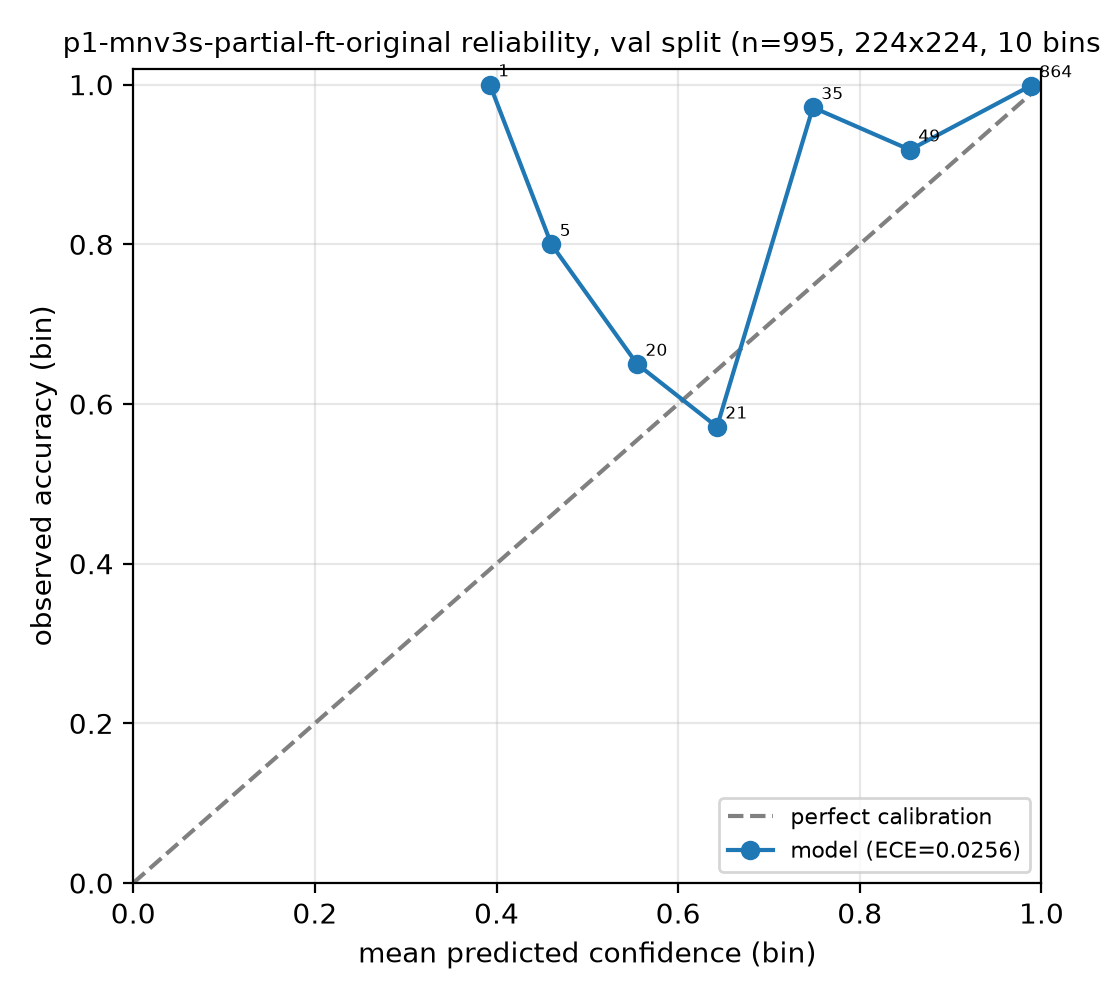 p1-mnv3s-partial-ft-original reliability, val split (n=995, 224x224, 10 bins
1
864
35
49
5
20
21
1.0
0.8
0.6
0.4
0.2
0.0
observed accuracy (bin)
perfect calibration
model (ECE=0.0256)
0.0 0.2 0.4 0.6 0.8 1.0
mean predicted confidence (bin)